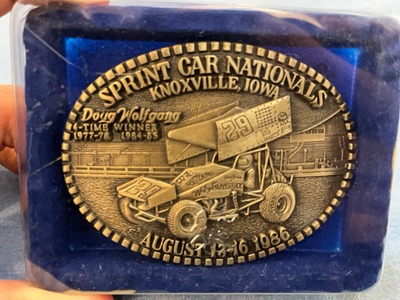 SPRINT CAR NATIONALS
KNOXVILLE, IOWA
Doug Wolfgang
4-TIME WINNER
1977-78 1984-85
29
AUGUST 13-16 1986